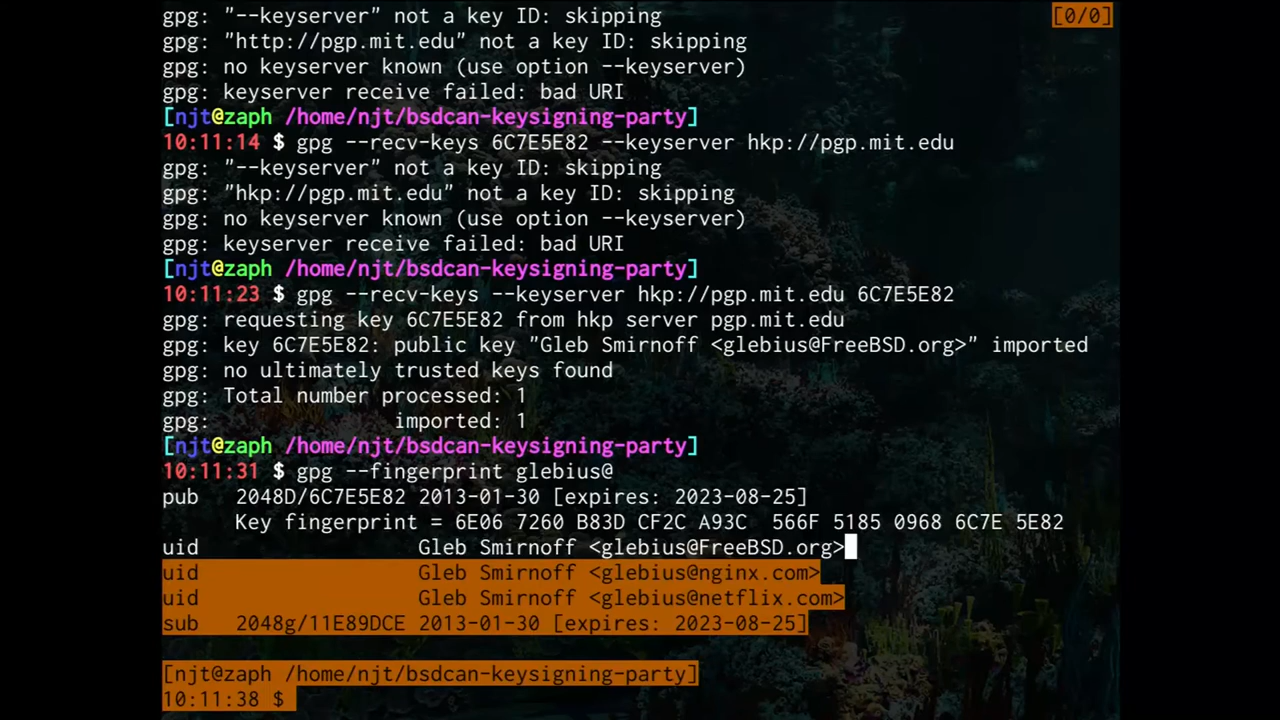 gpg: "--keyserver" not a key ID: skipping
[0/0]
gpg: "http://pgp.mit.edu" not a key ID: skipping
gpg: no keyserver known (use option --keyserver)
gpg: keyserver receive failed: bad URI
[njt@zaph /home/njt/bsdcan-keysigning-party]
10:11:14 $ gpg --recv-keys 6C7E5E82 --keyserver hkp://pgp.mit.edu
gpg: "--keyserver" not a key ID: skipping
gpg: "hkp://pgp.mit.edu" not a key ID: skipping
gpg: no keyserver known (use option --keyserver)
gpg: keyserver receive failed: bad URI
[njt@zaph /home/njt/bsdcan-keysigning-party]
10:11:23 $ gpg --recv-keys --keyserver hkp://pgp.mit.edu 6C7E5E82
gpg: requesting key 6C7E5E82 from hkp server pgp.mit.edu
gpg: key 6C7E5E82: public key "Gleb Smirnoff <glebius@FreeBSD.org>" imported
gpg: no ultimately trusted keys found
gpg: Total number processed: 1
gpg:               imported: 1
[njt@zaph /home/njt/bsdcan-keysigning-party]
10:11:31 $ gpg --fingerprint glebius@
pub   2048D/6C7E5E82 2013-01-30 [expires: 2023-08-25]
      Key fingerprint = 6E06 7260 B83D CF2C A93C  566F 5185 0968 6C7E 5E82
uid                  Gleb Smirnoff <glebius@FreeBSD.org>
uid                  Gleb Smirnoff <glebius@nginx.com>
uid                  Gleb Smirnoff <glebius@netflix.com>
sub   2048g/11E89DCE 2013-01-30 [expires: 2023-08-25]
[njt@zaph /home/njt/bsdcan-keysigning-party]
10:11:38 $